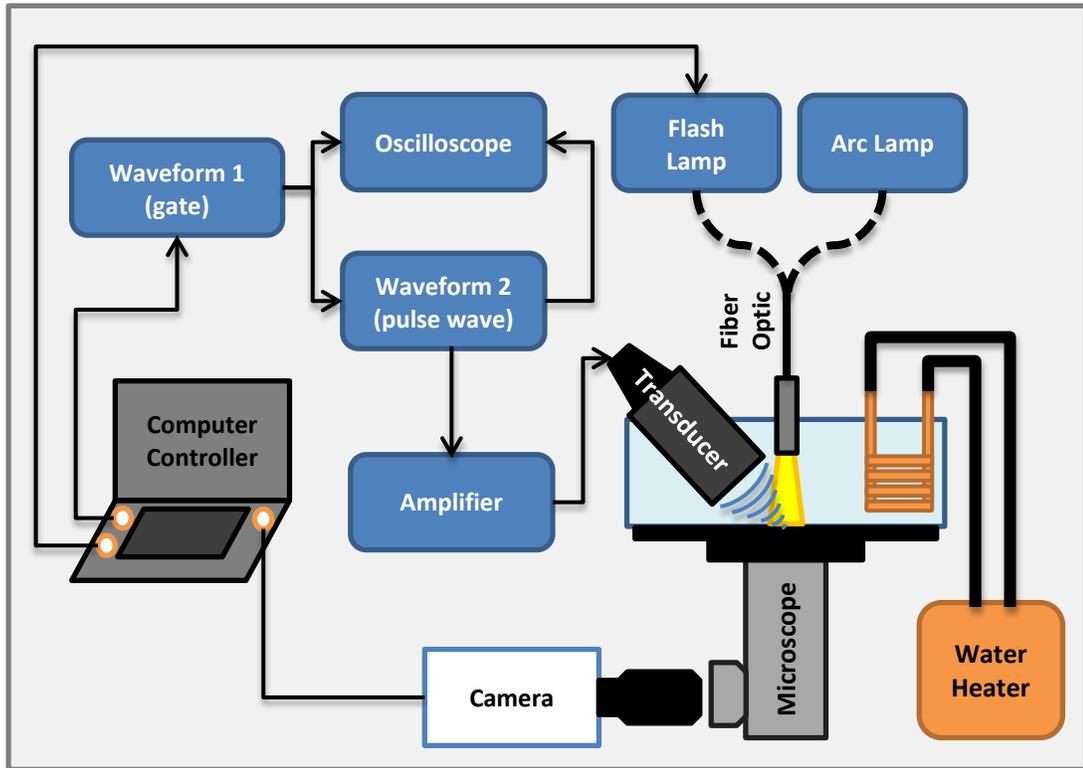 Oscilloscope
Flash
Lamp
Arc Lamp
Waveform 1
(gate)
Waveform 2
(pulse wave)
Fiber
Optic
Transducer
Computer
Controller
Amplifier
Microscope
Water
Heater
Camera